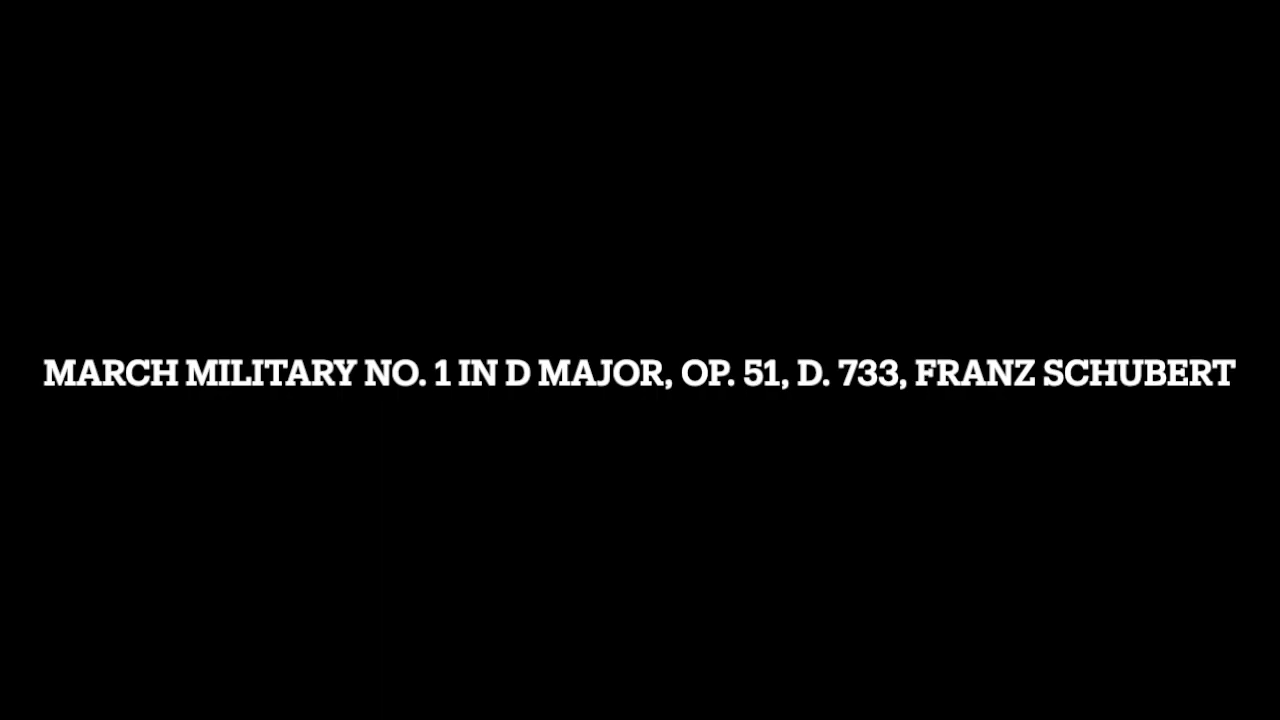 MARCH MILITARY NO. 1 IN D MAJOR, OP. 51, D. 733, FRANZ SCHUBERT